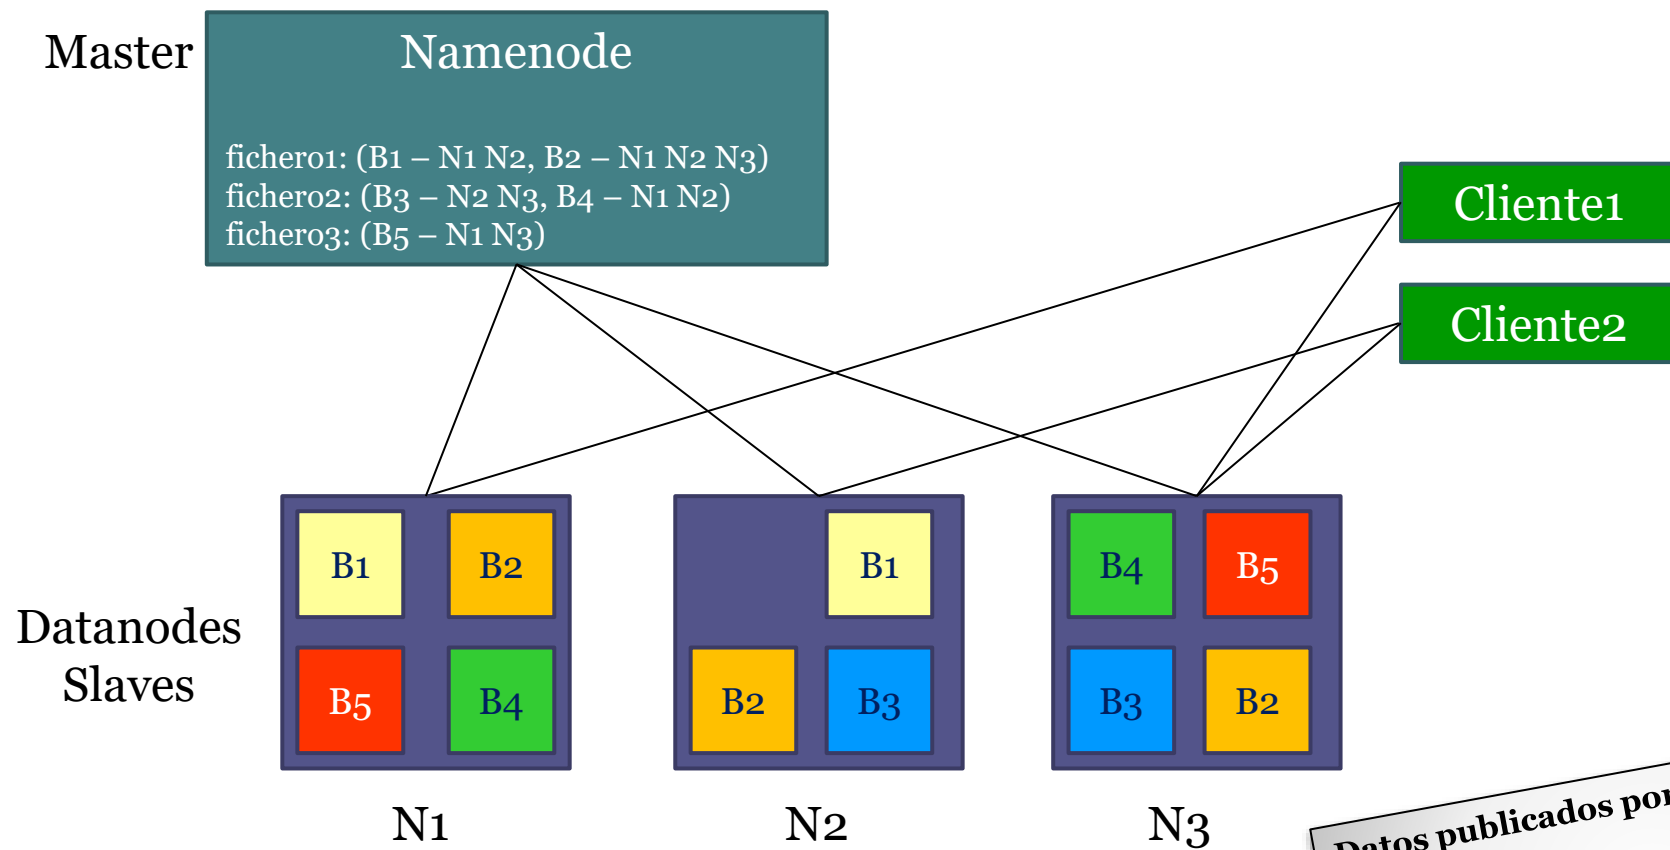 Master
Namenode
fichero1: (B1 – N1 N2, B2 – N1 N2 N3)
fichero2: (B3 – N2 N3, B4 – N1 N2)
fichero3: (B5 – N1 N3)
Cliente1
Cliente2
Datanodes
Slaves
B1 B2
B5 B4
B1
B2 B3
B4 B5
B3 B2
N1
N2
N3
Datos publicados por